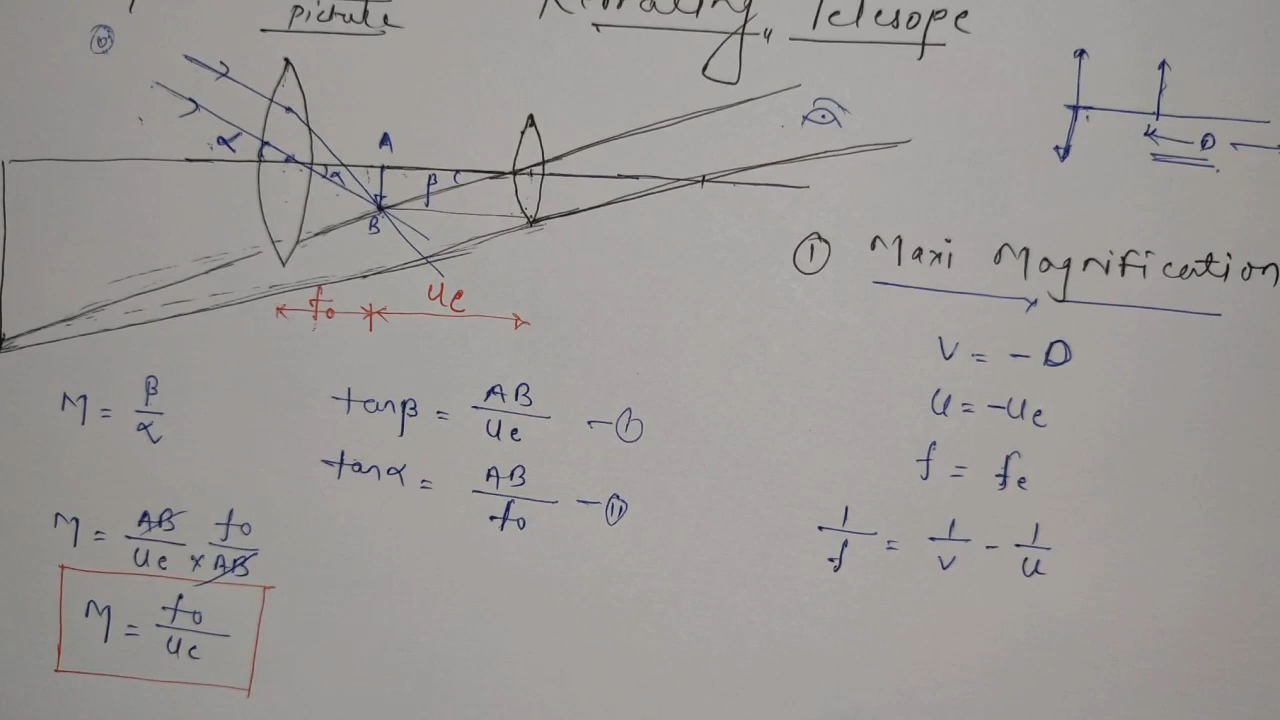 picture
Telesope
α
α
A
β
B
D
f₀
ue
① Maxi Magnification
V = -D
u = -ue
f = fe
1/f = 1/v - 1/u
M = β/α
tanβ = AB/ue -①
tanα = AB/f₀ -②
M = AB/ue × f₀/AB
M = f₀/ue